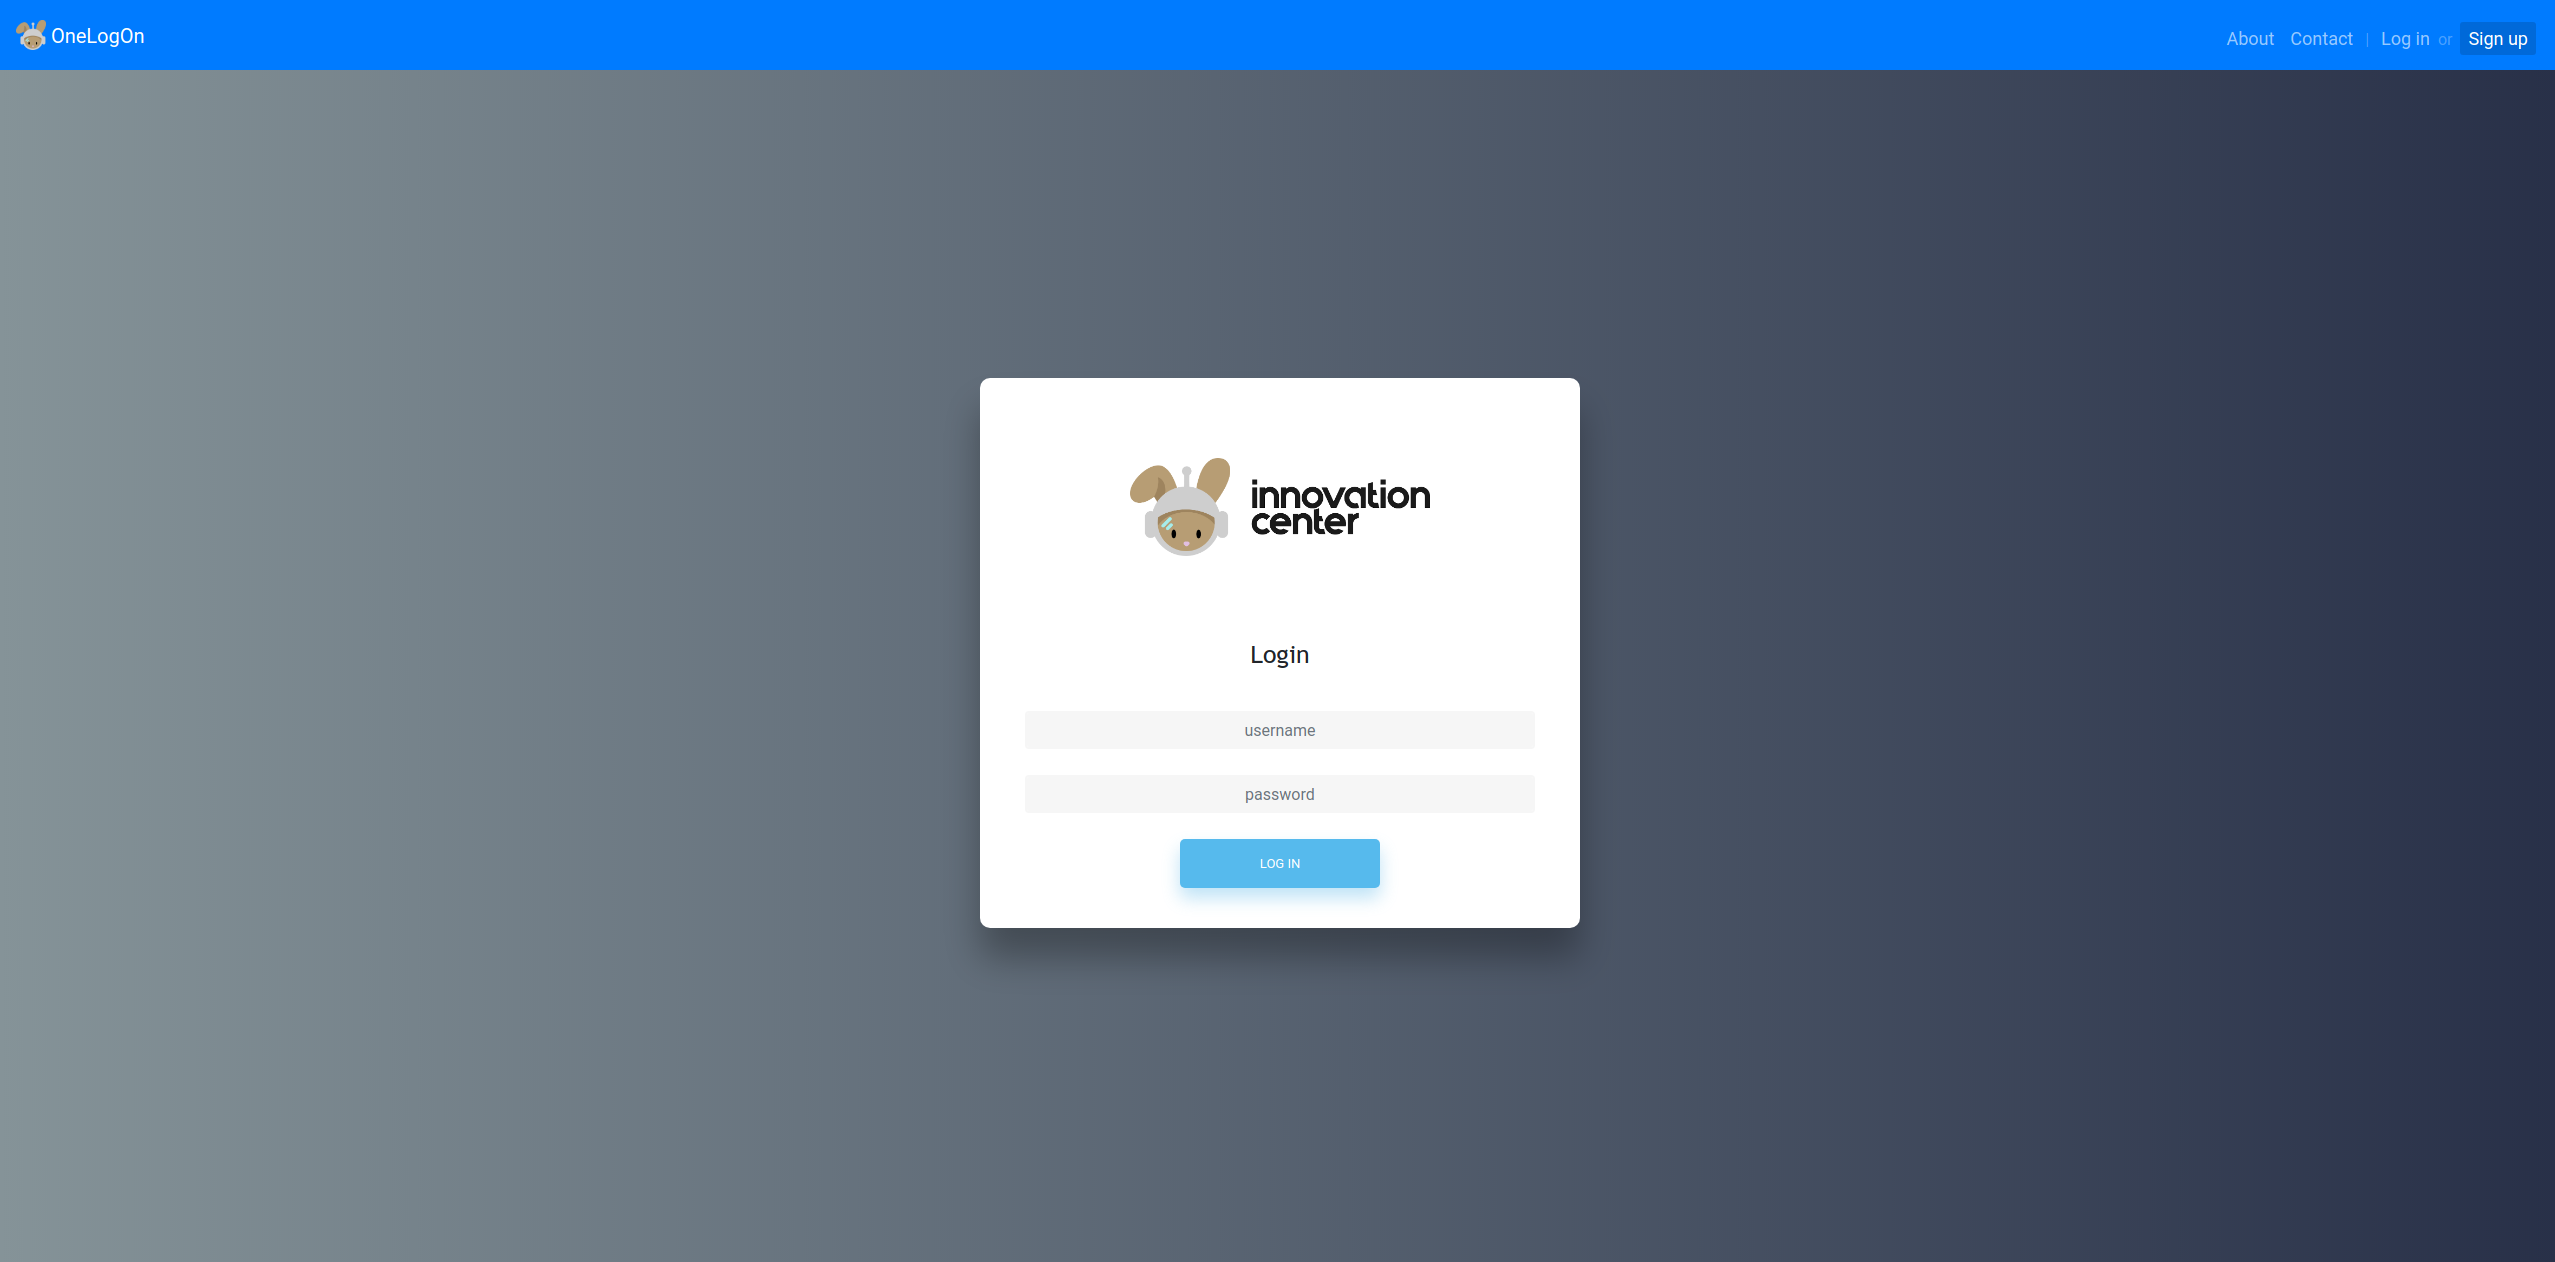 OneLogOn
About Contact | Log in or Sign up
innovation
center
Login
username
password
LOG IN